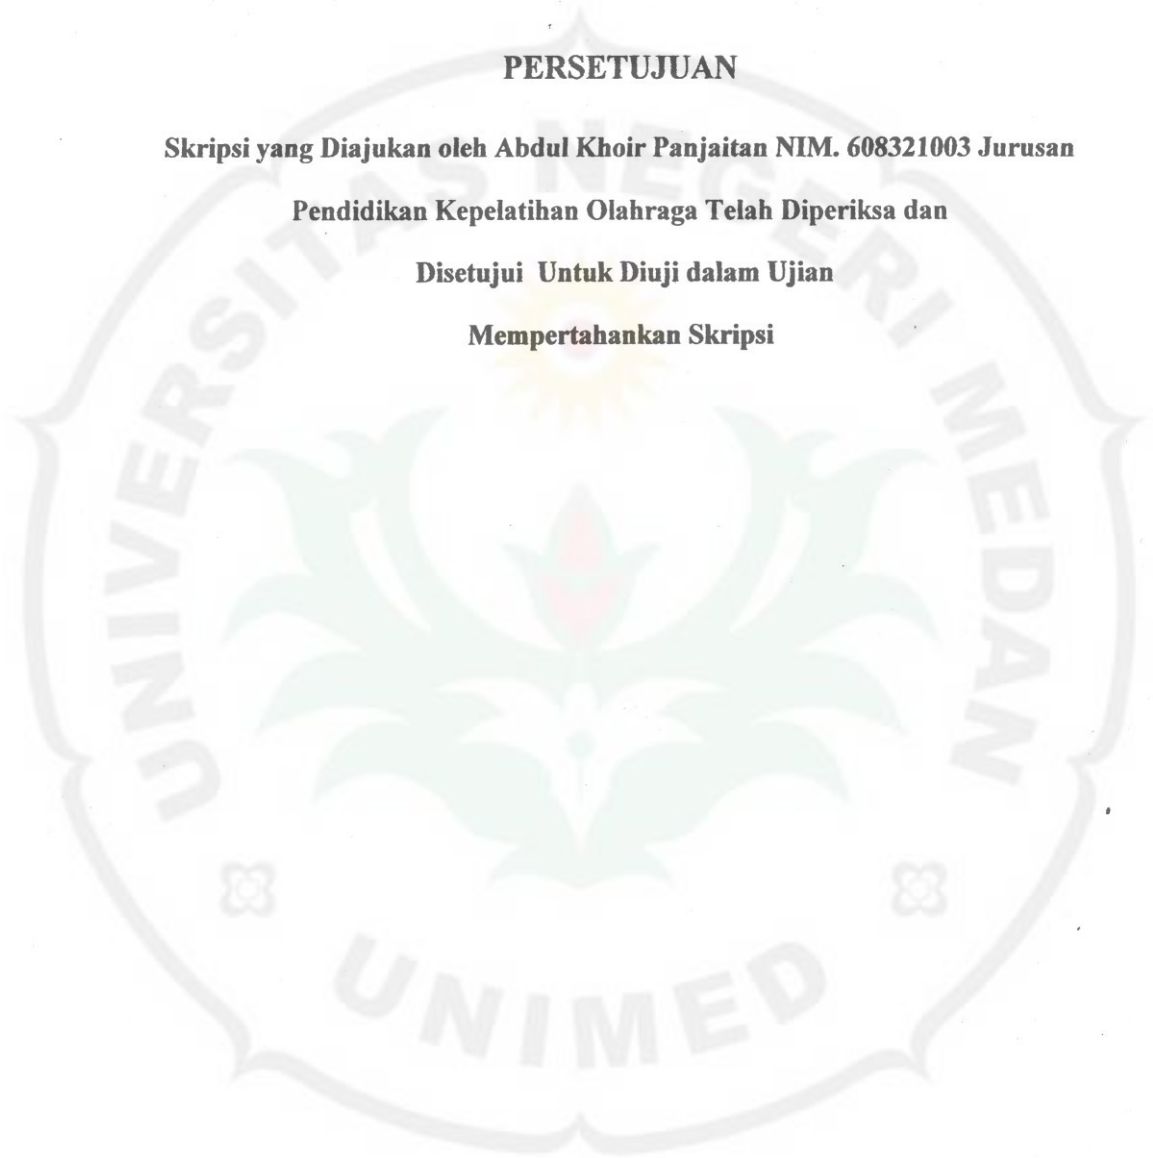 PERSETUJUAN
Skripsi yang Diajukan oleh Abdul Khoir Panjaitan NIM. 608321003 Jurusan
Pendidikan Kepelatihan Olahraga Telah Diperiksa dan
Disetujui Untuk Diuji dalam Ujian
Mempertahankan Skripsi
UNIVERSITAS NEGERI MEDAN
UNIMED